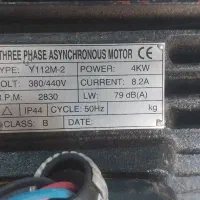 THREE PHASE ASYNCHRONOUS MOTOR CE
TYPE: Y112M-2 POWER: 4KW
VOLT: 380/440V CURRENT: 8.2A
R.P.M: 2830 LW: 79 dB(A)
IP44 CYCLE: 50Hz kg
CLASS: B DATE: